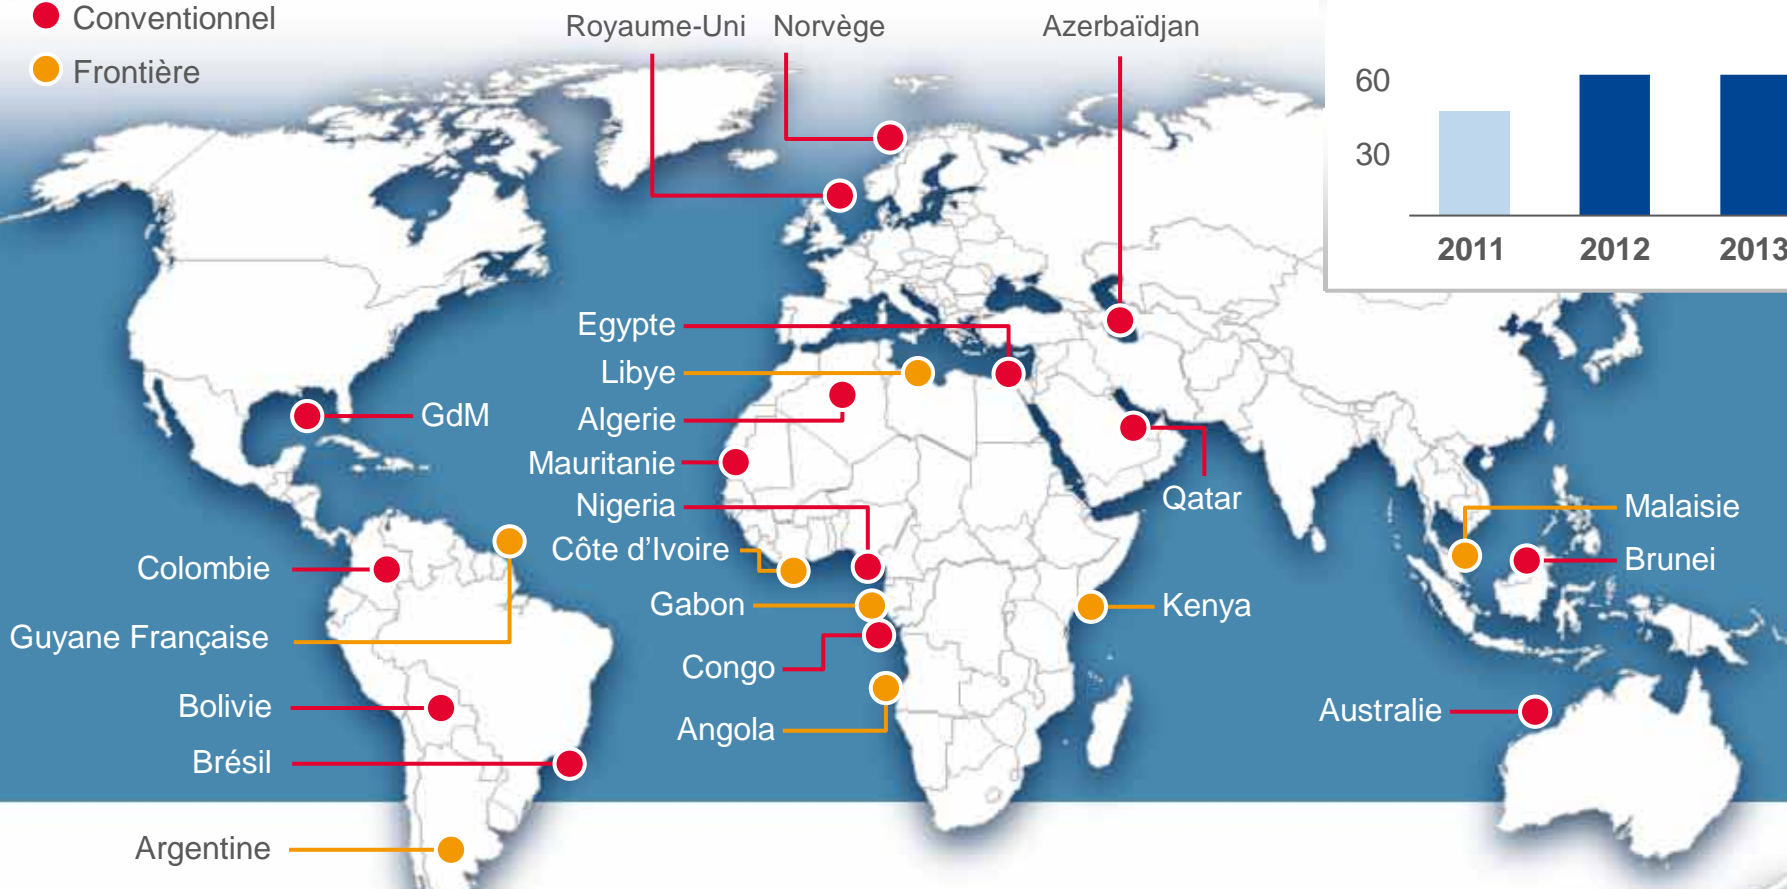 Conventionnel
Frontière
Royaume-Uni
Norvège
Azerbaïdjan
60
30
2011
2012
2013
Egypte
Libye
GdM
Algerie
Mauritanie
Nigeria
Qatar
Malaisie
Côte d’Ivoire
Brunei
Colombie
Gabon
Kenya
Guyane Française
Congo
Bolivie
Angola
Australie
Brésil
Argentine